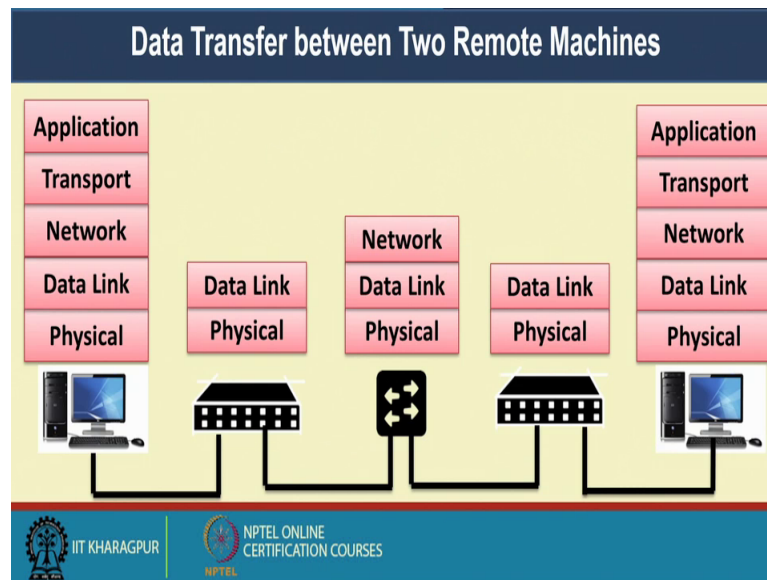 Data Transfer between Two Remote Machines
Application
Transport
Network
Data Link
Physical
Data Link
Physical
Network
Data Link
Physical
Data Link
Physical
Application
Transport
Network
Data Link
Physical
IIT KHARAGPUR
NPTEL
NPTEL ONLINE
CERTIFICATION COURSES